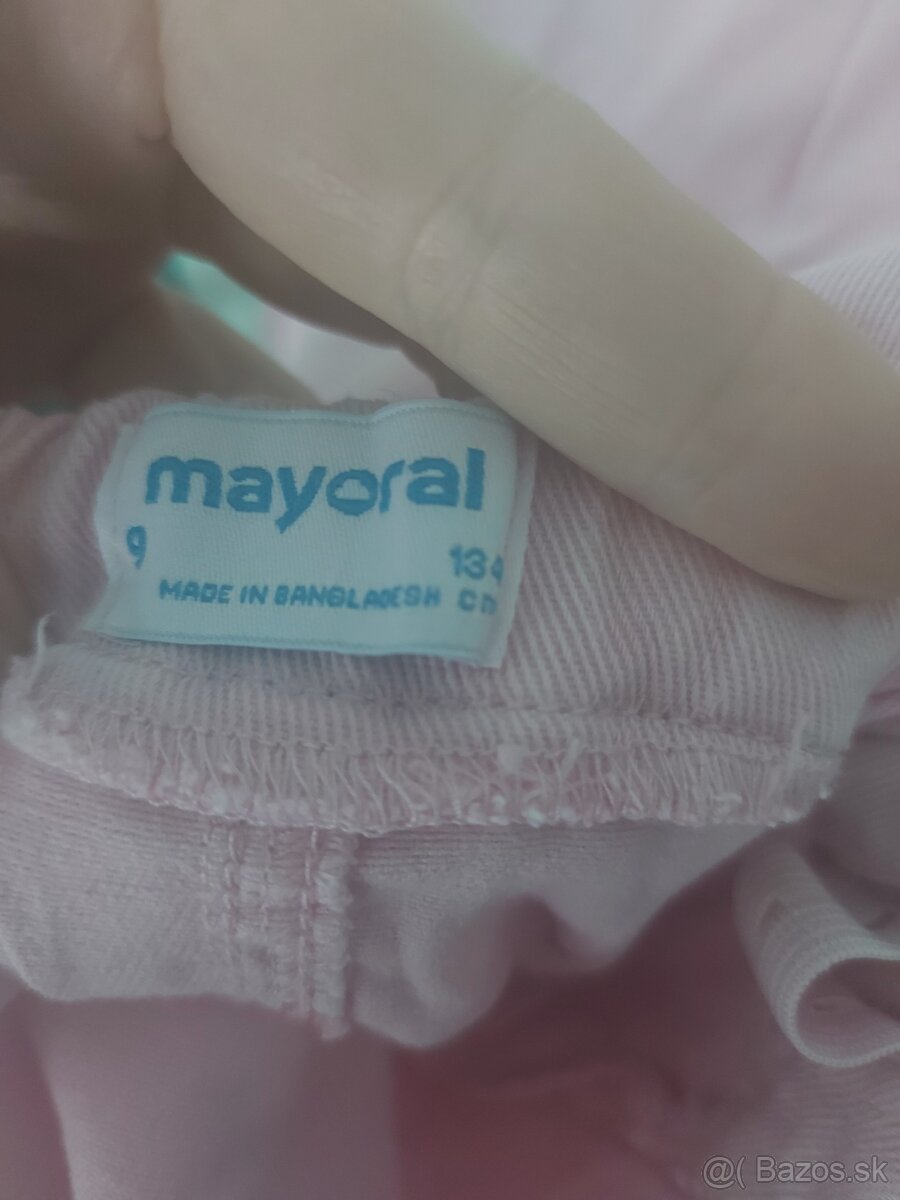 mayoral
9 134
MADE IN BANGLADESH cm
@( Bazos.sk